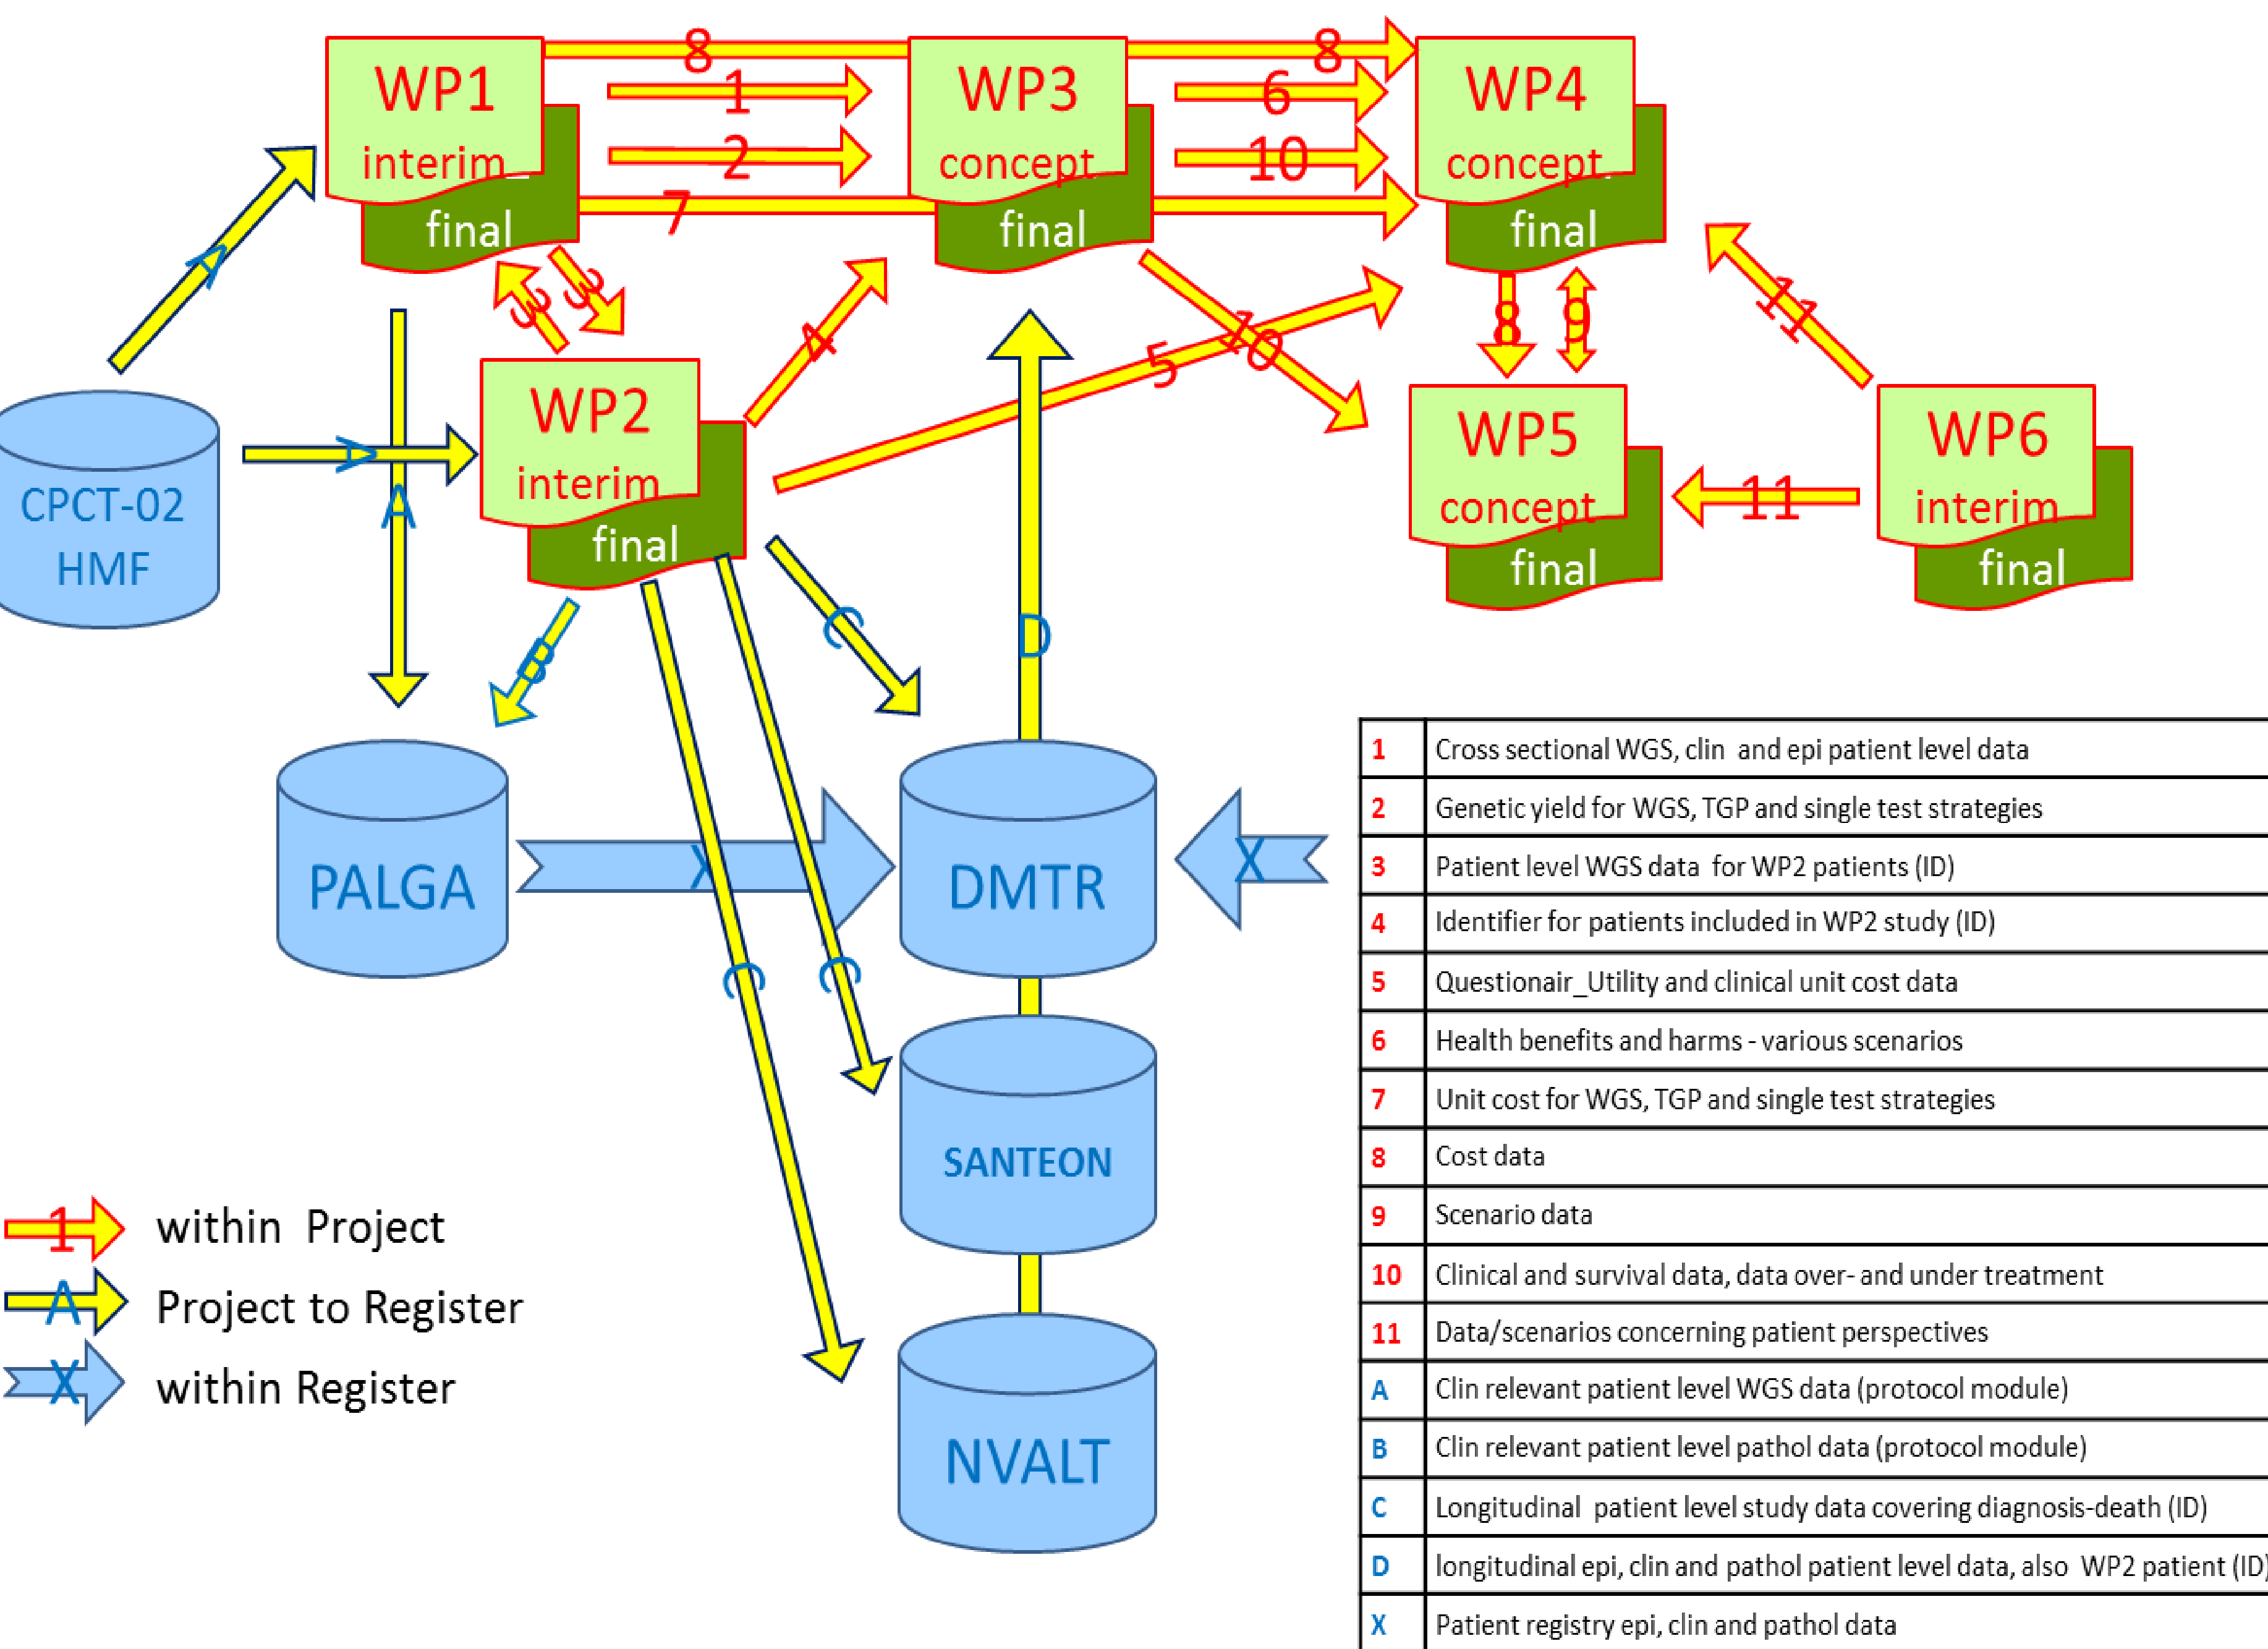 8
8
WP1
1
WP3
6
WP4
interim_
2
concept
10
concept
final
7
final
final
A
3
3
4
5
10
8
9
11
A
A
WP2
interim
final
WP5
concept
final
11
WP6
interim
final
CPCT-02
HMF
B
C
D
PALGA
X
DMTR
X
C
C
SANTEON
NVALT
1 within Project
A Project to Register
X within Register
1 Cross sectional WGS, clin and epi patient level data
2 Genetic yield for WGS, TGP and single test strategies
3 Patient level WGS data for WP2 patients (ID)
4 Identifier for patients included in WP2 study (ID)
5 Questionair_Utility and clinical unit cost data
6 Health benefits and harms - various scenarios
7 Unit cost for WGS, TGP and single test strategies
8 Cost data
9 Scenario data
10 Clinical and survival data, data over- and under treatment
11 Data/scenarios concerning patient perspectives
A Clin relevant patient level WGS data (protocol module)
B Clin relevant patient level pathol data (protocol module)
C Longitudinal patient level study data covering diagnosis-death (ID)
D longitudinal epi, clin and pathol patient level data, also WP2 patient (ID)
X Patient registry epi, clin and pathol data